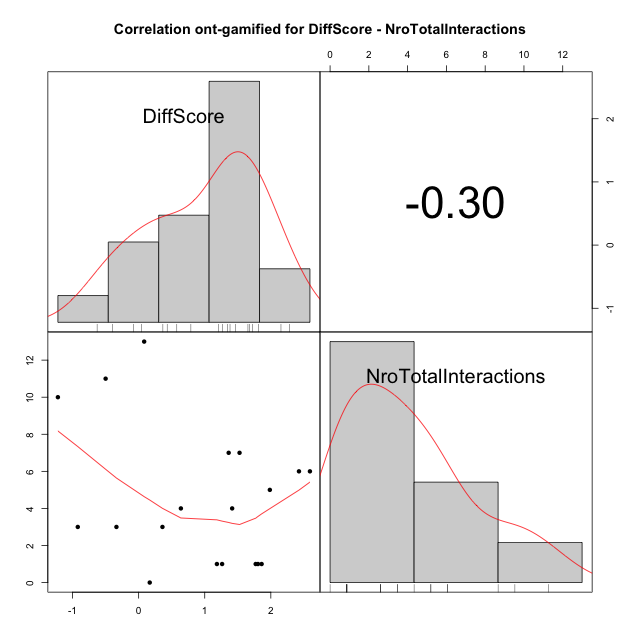 Correlation ont-gamified for DiffScore - NroTotalInteractions
0 2 4 6 8 10 12
DiffScore
-0.30
2
1
0
-1
NroTotalInteractions
12
10
8
6
4
2
0
-1 0 1 2